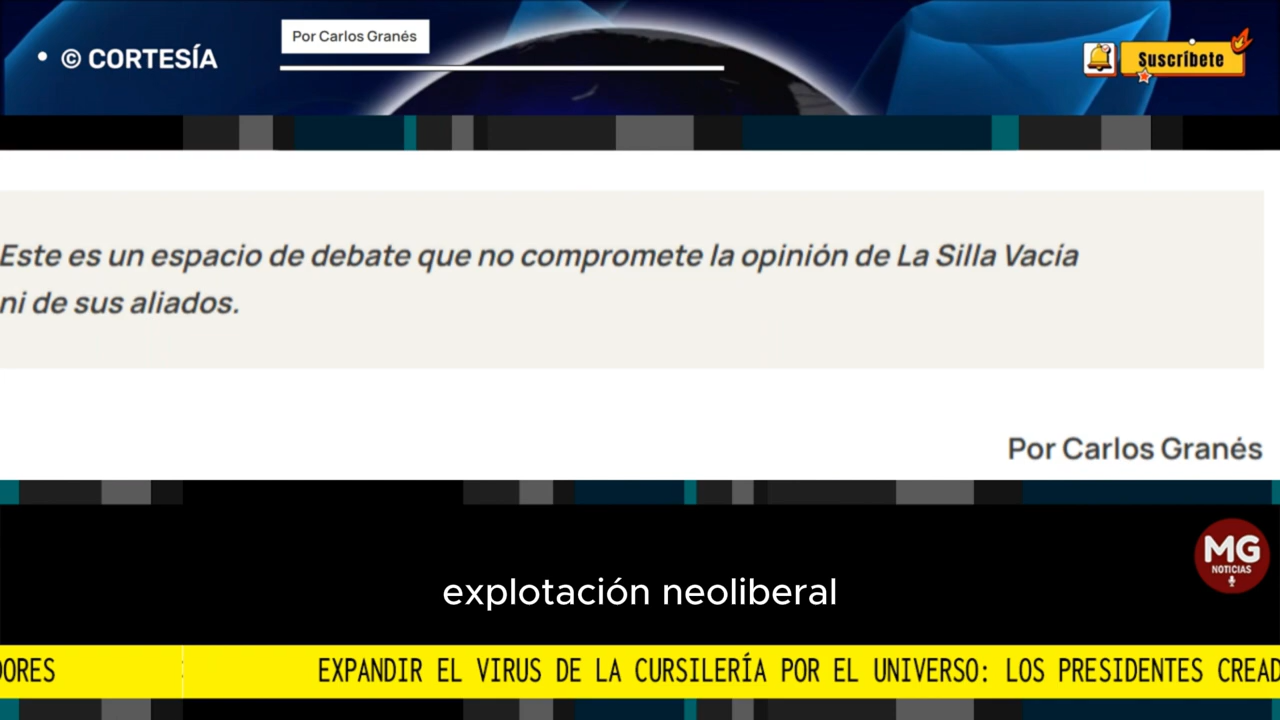 © CORTESÍA
Por Carlos Granés
Suscríbete
Este es un espacio de debate que no compromete la opinión de La Silla Vacía
ni de sus aliados.
Por Carlos Granés
MG
NOTICIAS
explotación neoliberal
DORES
EXPANDIR EL VIRUS DE LA CURSILERÍA POR EL UNIVERSO: LOS PRESIDENTES CREAD